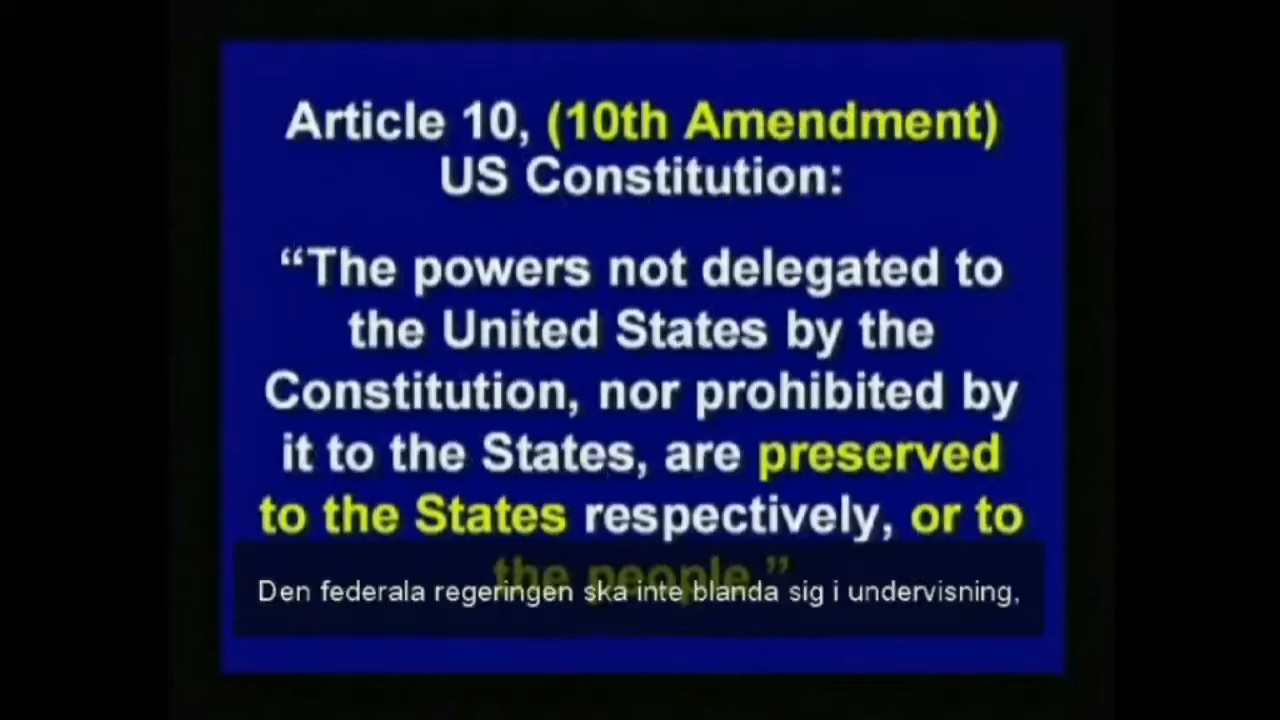 Article 10, (10th Amendment)
US Constitution:
“The powers not delegated to
the United States by the
Constitution, nor prohibited by
it to the States, are preserved
to the States respectively, or to
the people.”
Den federala regeringen ska inte blanda sig i undervisning,